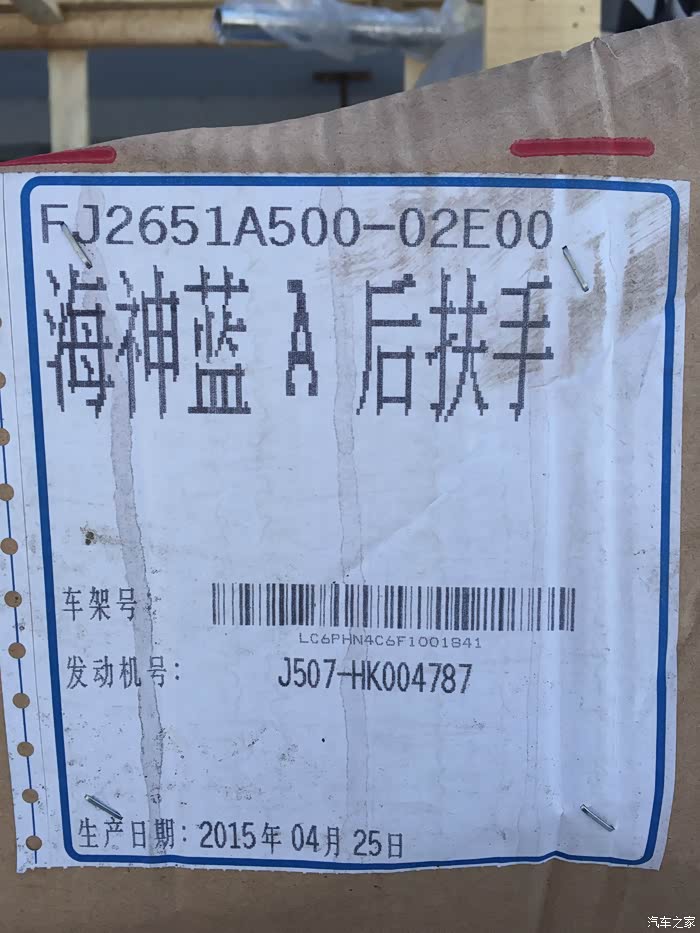 FJ2651A500-02E00
海神蓝 A 后扶手
车架号:
LC6PHN4C6F1001841
发动机号: J507-HK004787
生产日期: 2015年 04月 25日
汽车之家